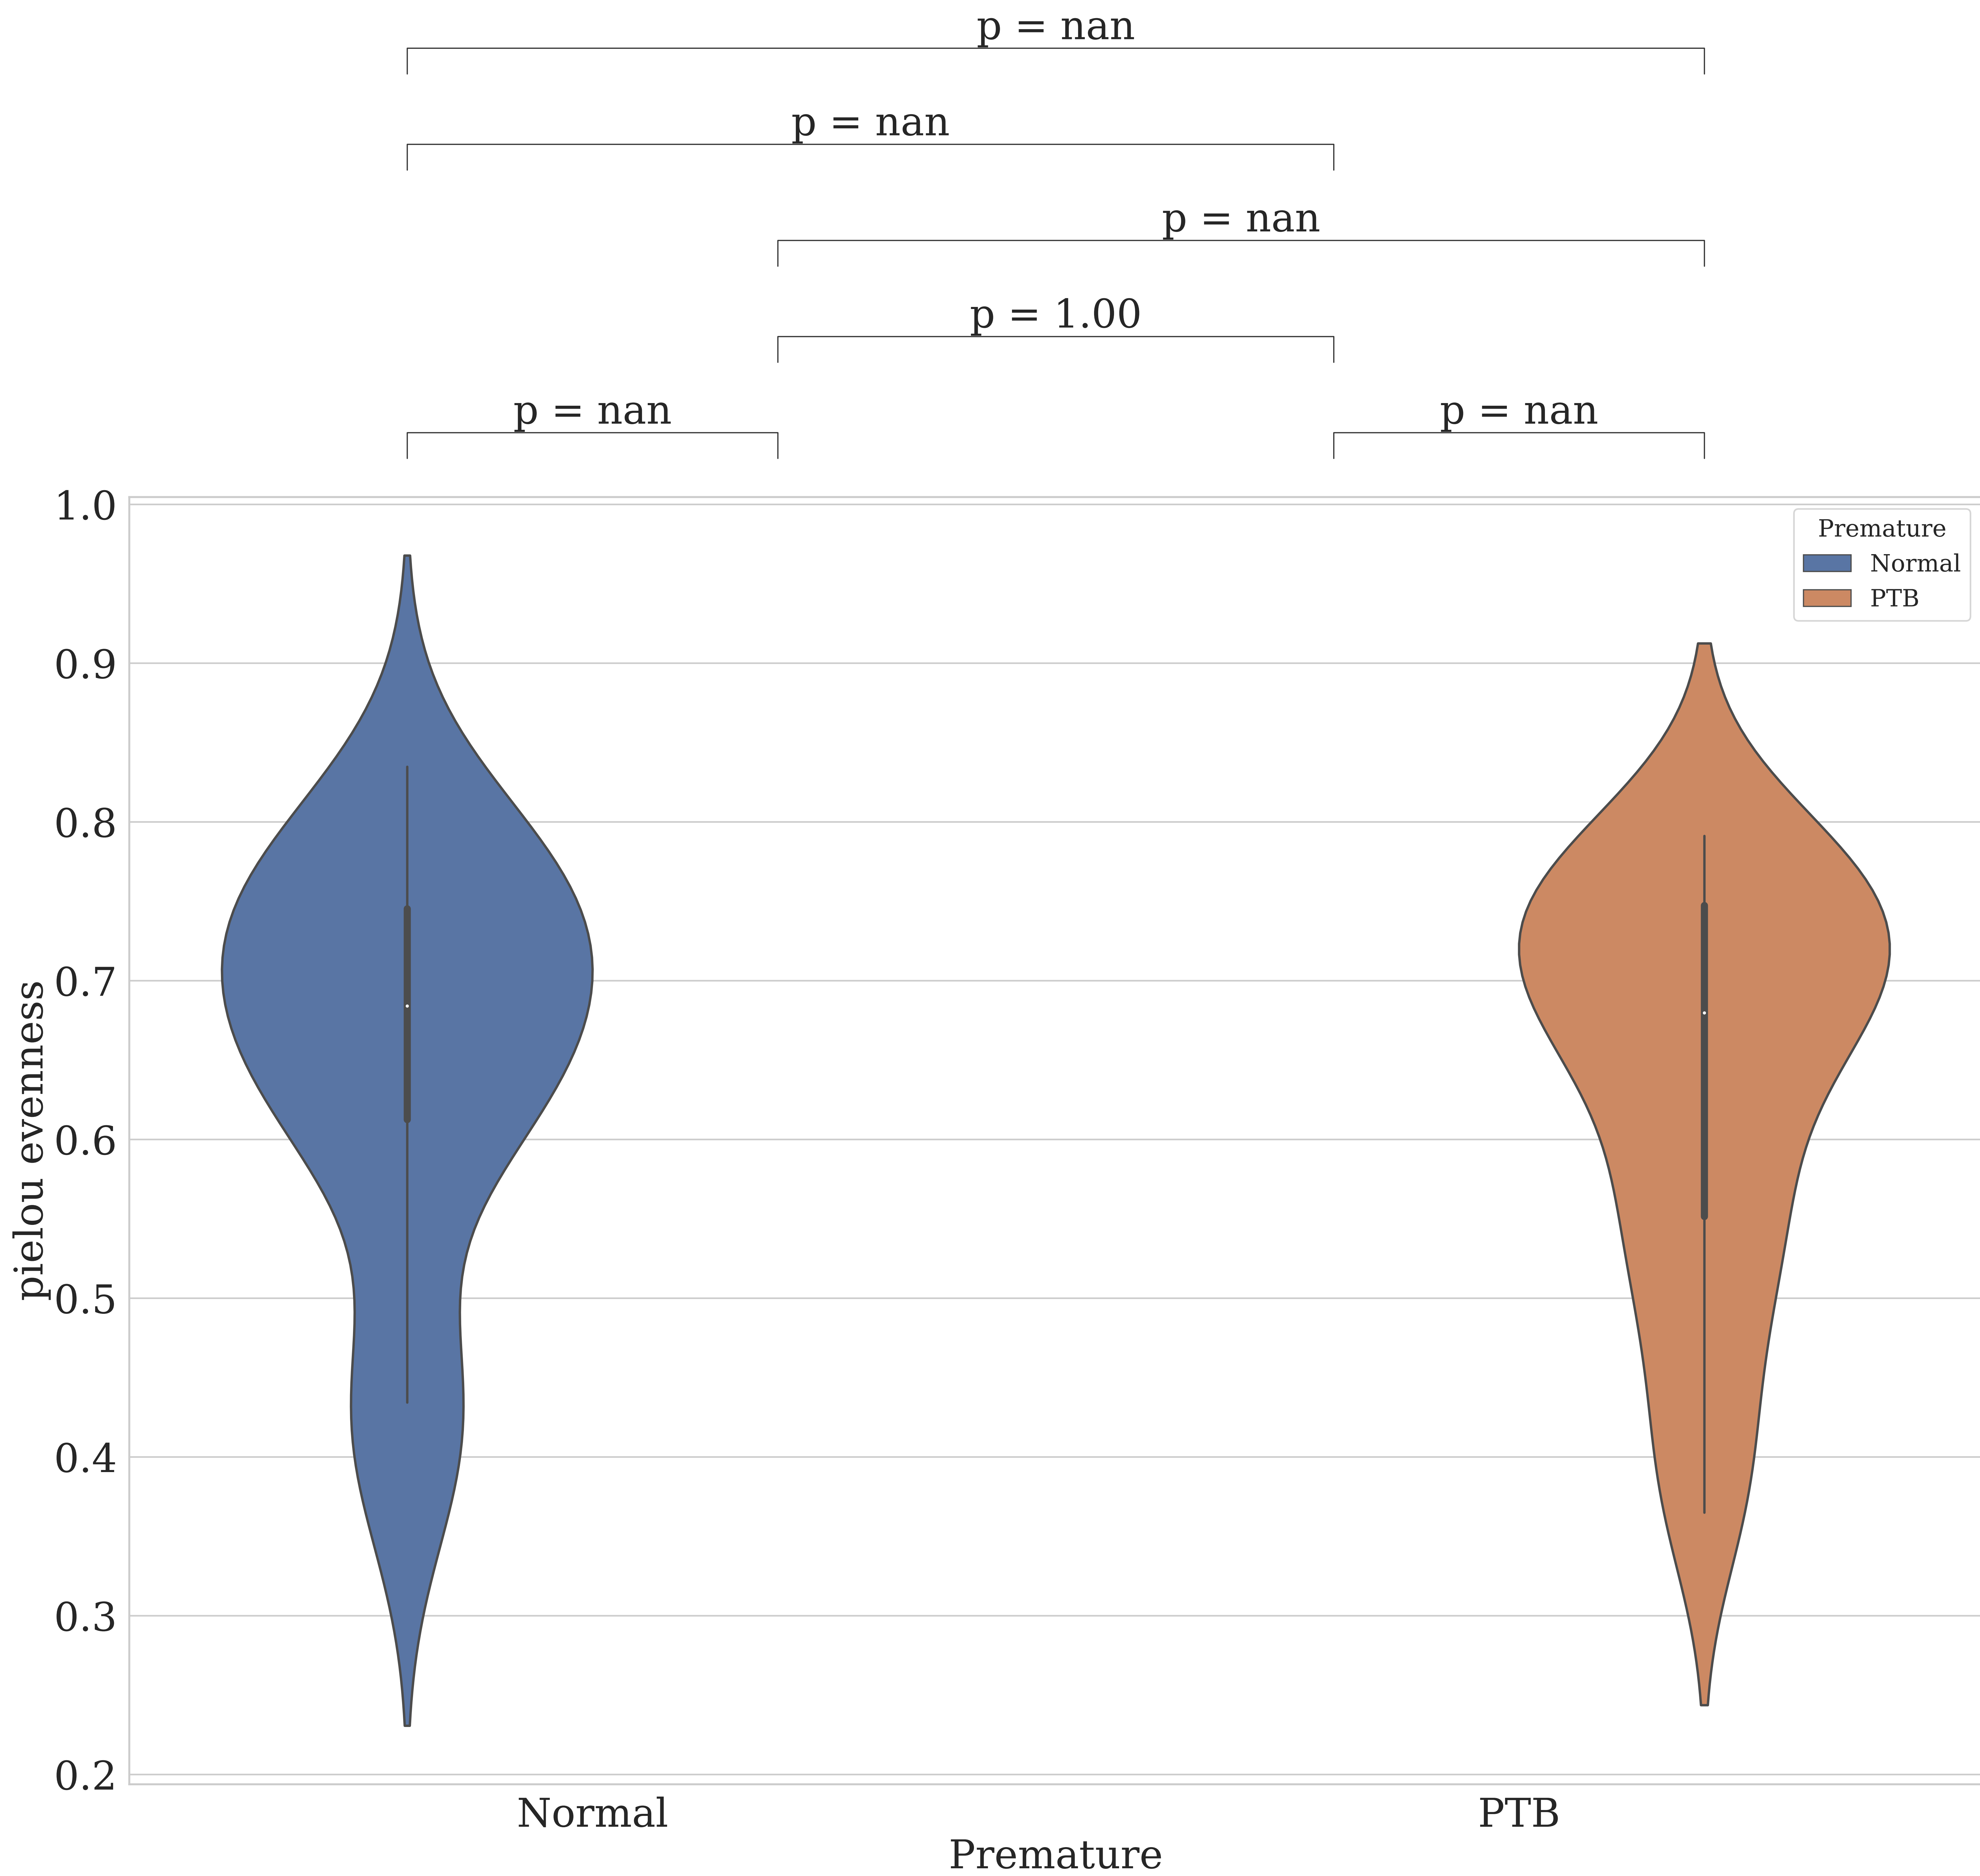 p = nan
p = nan
p = nan
p = 1.00
p = nan
p = nan
1.0
0.9
0.8
0.7
0.6
0.5
0.4
0.3
0.2
pielou evenness
Premature
Normal
PTB
Normal
PTB
Premature